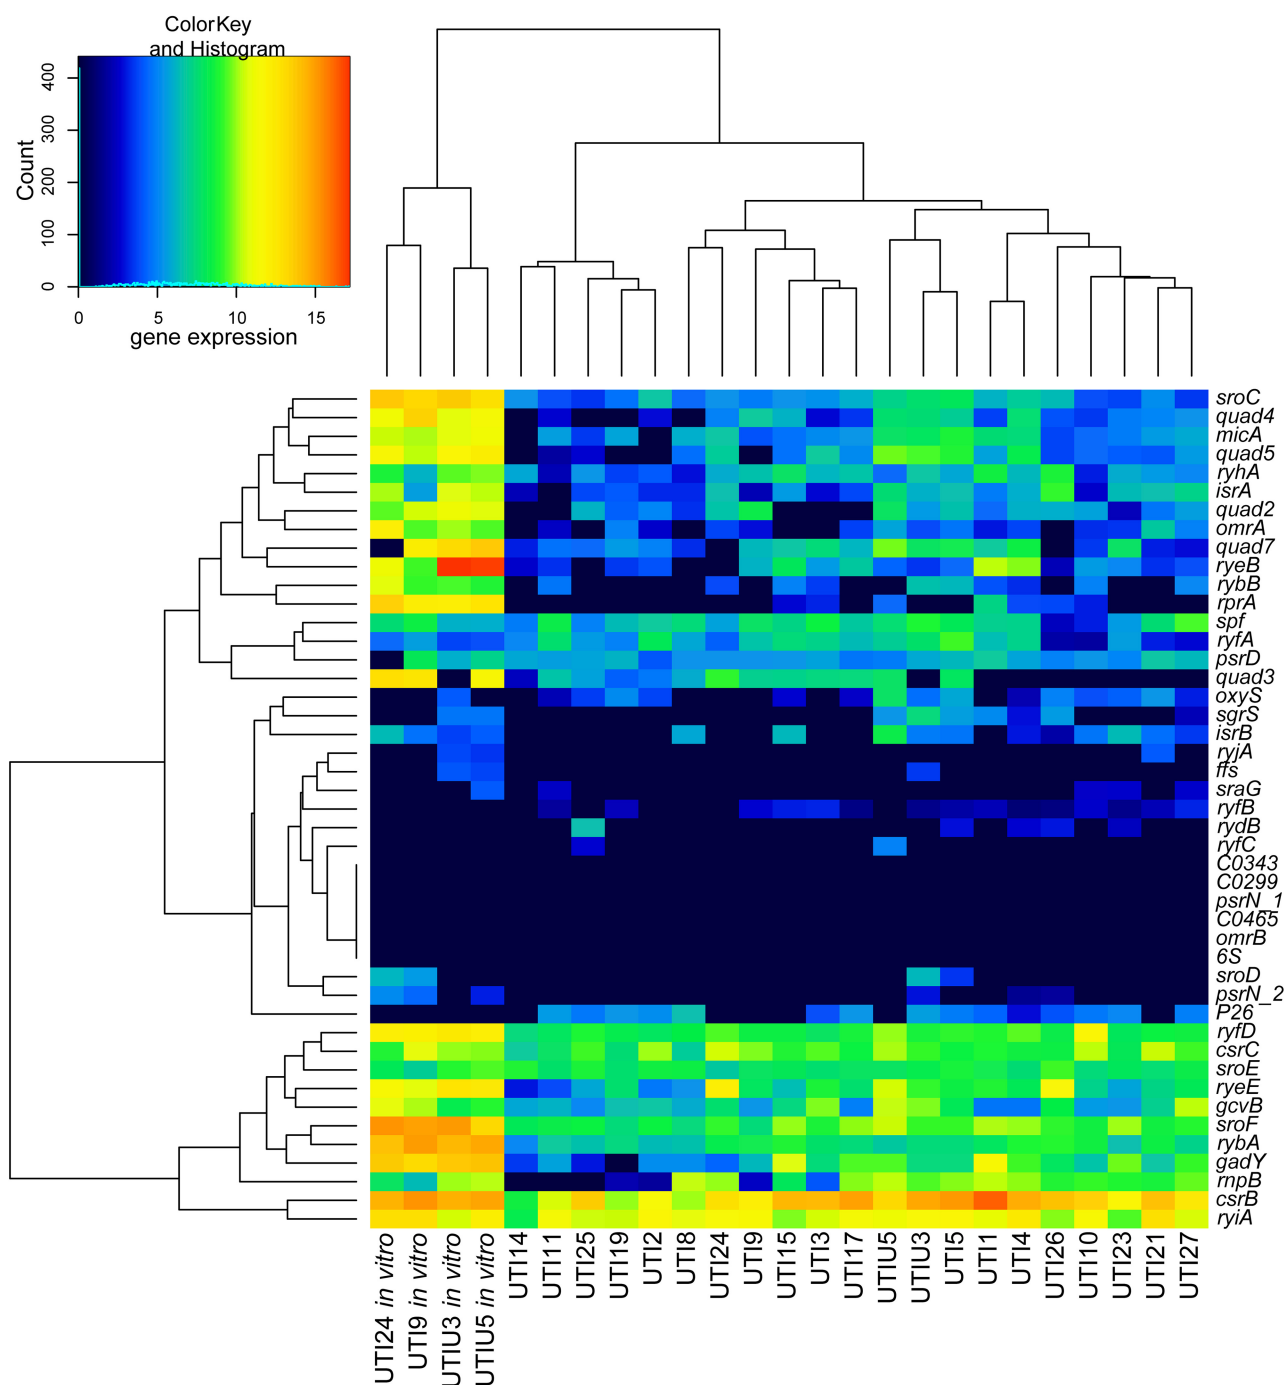 ColorKey
and Histogram
Count
0
100
200
300
400
0
5
10
15
gene expression
sroC
quad4
micA
quad5
ryhA
isrA
quad2
omrA
quad7
ryeB
rybB
rprA
spf
ryfA
psrD
quad3
oxyS
sgrS
isrB
ryjA
ffs
sraG
ryfB
rydB
ryfC
C0343
C0299
psrN_1
C0465
omrB
6S
sroD
psrN_2
P26
ryfD
csrC
sroE
ryeE
gcvB
sroF
rybA
gadY
rnpB
csrB
ryiA
UTI24 in vitro
UTI9 in vitro
UTIU3 in vitro
UTIU5 in vitro
UTI14
UTI11
UTI25
UTI19
UTI2
UTI8
UTI24
UTI9
UTI15
UTI3
UTI17
UTIU5
UTIU3
UTI5
UTI1
UTI4
UTI26
UTI10
UTI23
UTI21
UTI27